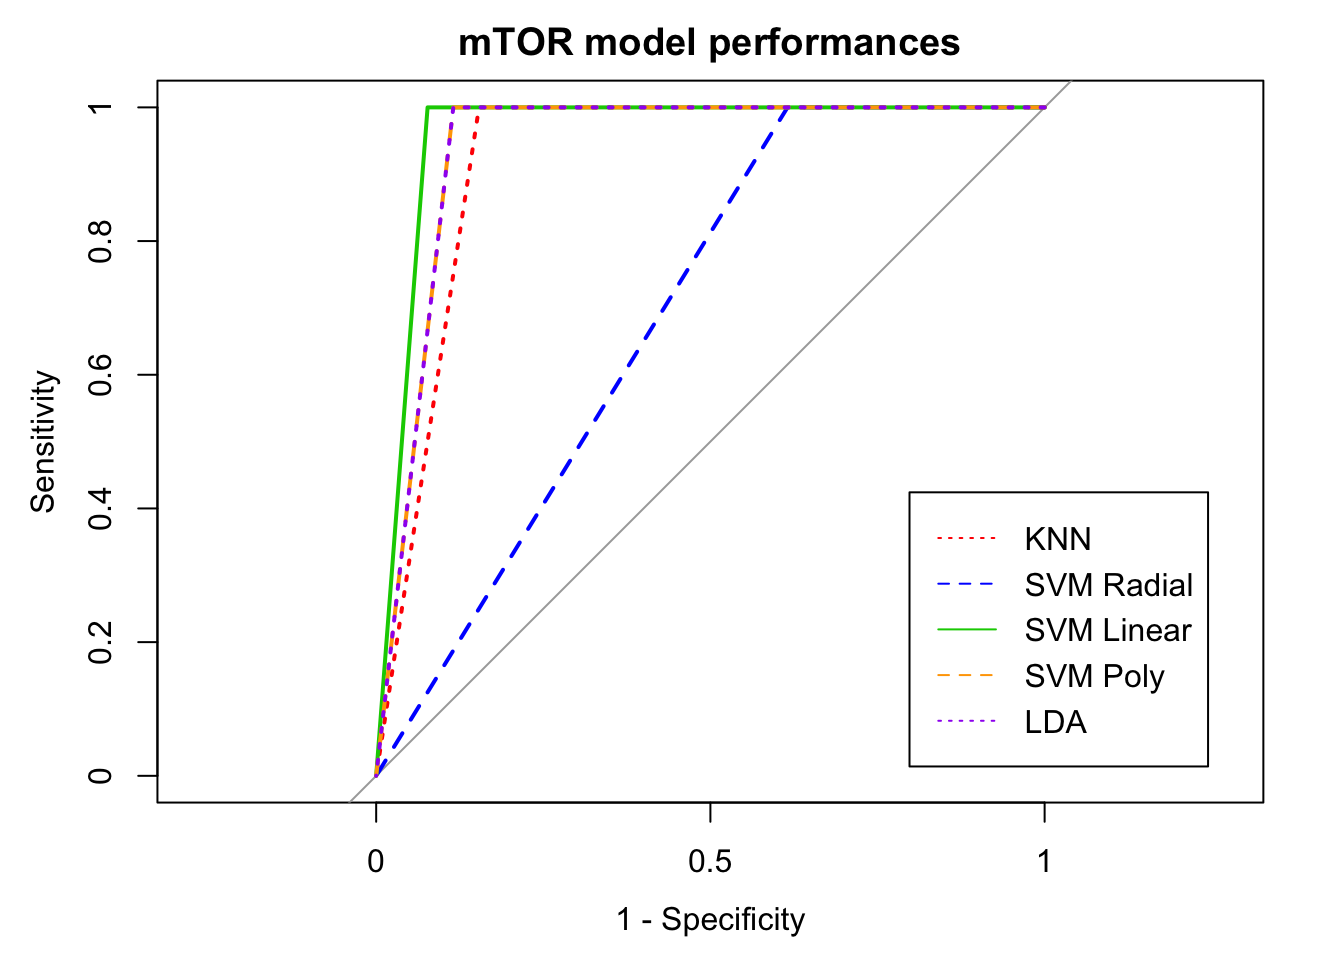 mTOR model performances
1
0.8
0.6
0.4
0.2
0
Sensitivity
KNN
SVM Radial
SVM Linear
SVM Poly
LDA
0 0.5 1
1 - Specificity